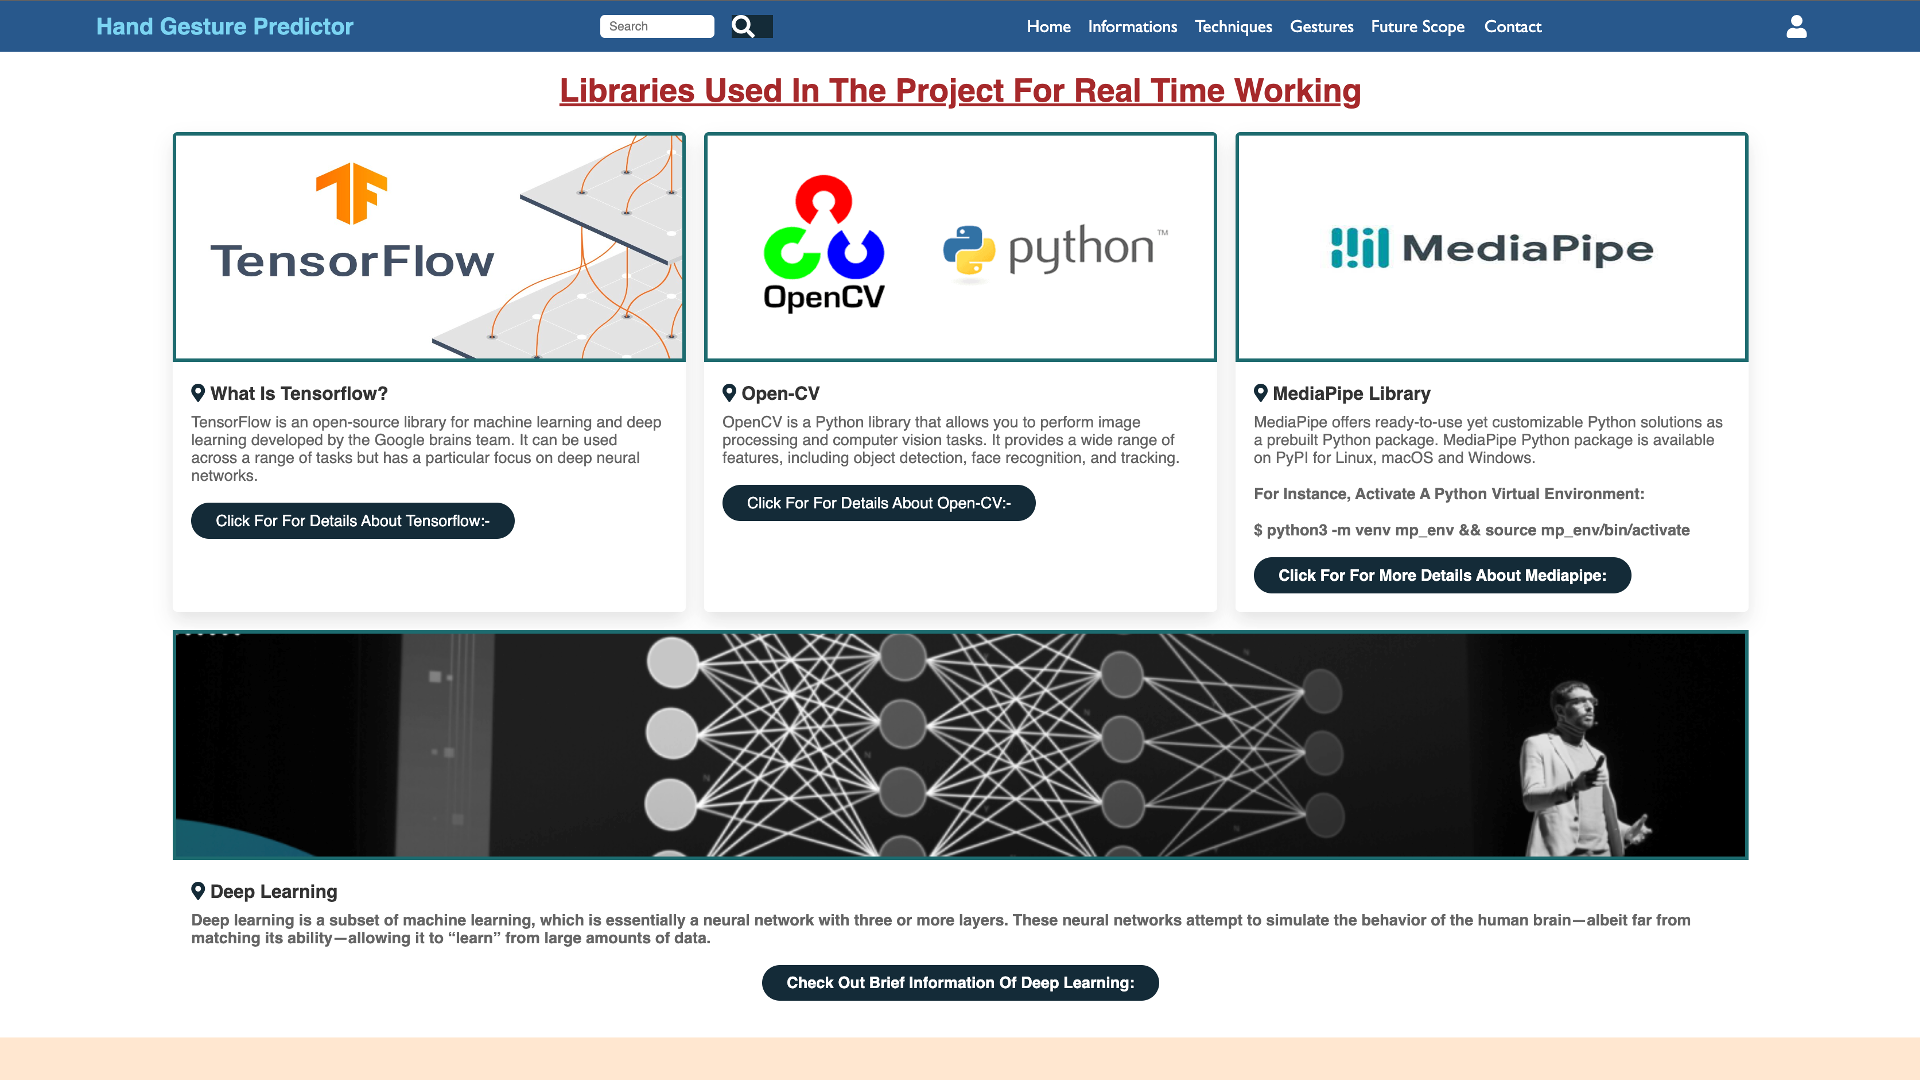 Hand Gesture Predictor
Search
Home Informations Techniques Gestures Future Scope Contact
Libraries Used In The Project For Real Time Working
TensorFlow
OpenCV
python™
MediaPipe
What Is Tensorflow?
TensorFlow is an open-source library for machine learning and deep
learning developed by the Google brains team. It can be used
across a range of tasks but has a particular focus on deep neural
networks.
Click For For Details About Tensorflow:-
Open-CV
OpenCV is a Python library that allows you to perform image
processing and computer vision tasks. It provides a wide range of
features, including object detection, face recognition, and tracking.
Click For For Details About Open-CV:-
MediaPipe Library
MediaPipe offers ready-to-use yet customizable Python solutions as
a prebuilt Python package. MediaPipe Python package is available
on PyPI for Linux, macOS and Windows.
For Instance, Activate A Python Virtual Environment:
$ python3 -m venv mp_env && source mp_env/bin/activate
Click For For More Details About Mediapipe:
Deep Learning
Deep learning is a subset of machine learning, which is essentially a neural network with three or more layers. These neural networks attempt to simulate the behavior of the human brain—albeit far from
matching its ability—allowing it to “learn” from large amounts of data.
Check Out Brief Information Of Deep Learning: